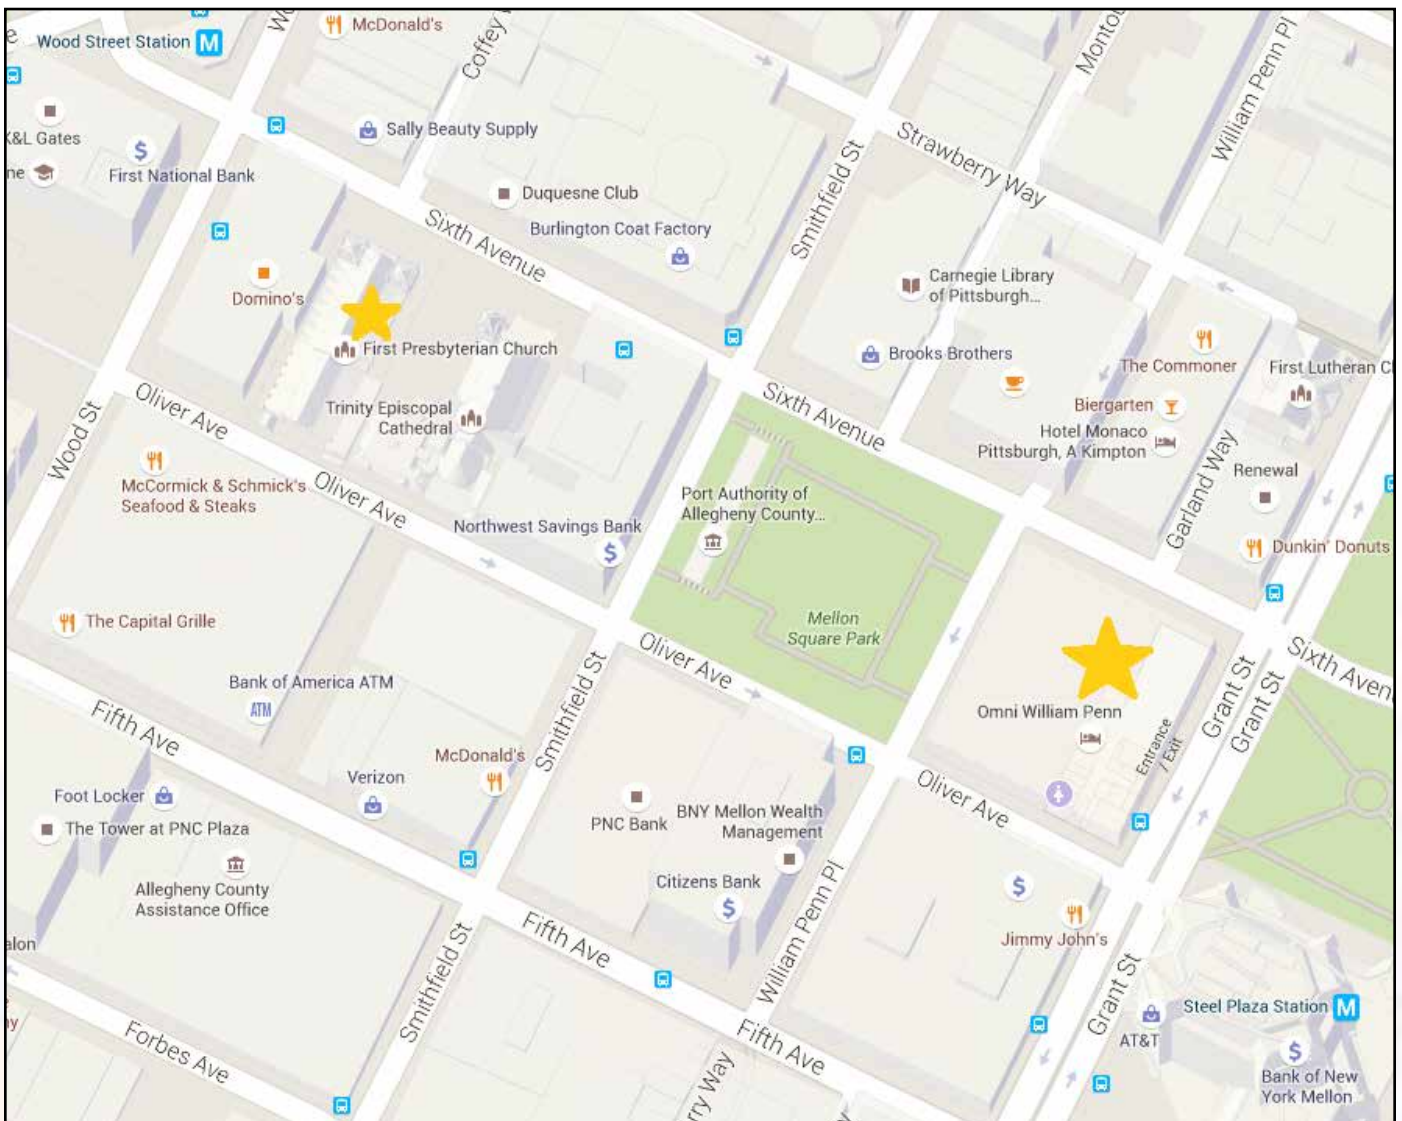 Wood Street Station
McDonald's
K&L Gates
First National Bank
Sally Beauty Supply
Duquesne Club
Burlington Coat Factory
Sixth Avenue
Smithfield St
Strawberry Way
William Penn Pl
Domino's
First Presbyterian Church
Trinity Episcopal
Cathedral
Carnegie Library
of Pittsburgh...
Brooks Brothers
The Commoner
First Lutheran C
Biergarten
Hotel Monaco
Pittsburgh, A Kimpton
Sixth Avenue
Garland Way
Renewal
Dunkin' Donuts
Oliver Ave
Wood St
McCormick & Schmick's
Seafood & Steaks
Oliver Ave
Northwest Savings Bank
Port Authority of
Allegheny County...
Mellon
Square Park
The Capital Grille
Bank of America ATM
ATM
Oliver Ave
Smithfield St
Omni William Penn
Entrance
/ Exit
Grant St
Grant St
Sixth Aven
Fifth Ave
McDonald's
Verizon
Foot Locker
The Tower at PNC Plaza
Allegheny County
Assistance Office
PNC Bank
BNY Mellon Wealth
Management
Citizens Bank
Oliver Ave
Jimmy John's
William Penn Pl
Fifth Ave
Smithfield St
Forbes Ave
Fifth Ave
Grant St
Steel Plaza Station
AT&T
Bank of New
York Mellon